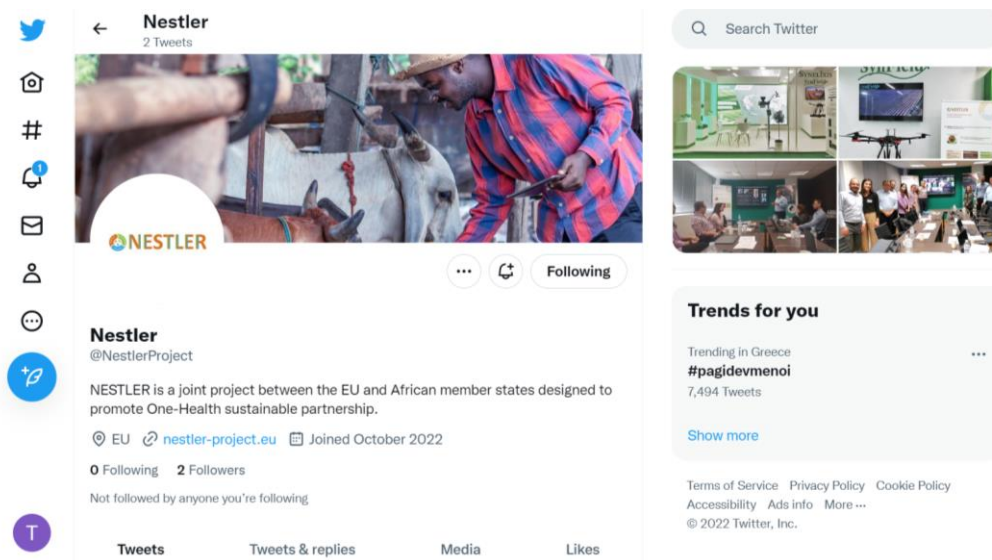 Nestler
2 Tweets
Search Twitter
SynField
1
NESTLER
Following
Nestler
@NestlerProject
NESTLER is a joint project between the EU and African member states designed to
promote One-Health sustainable partnership.
EU nestler-project.eu Joined October 2022
0 Following 2 Followers
Not followed by anyone you're following
Tweets Tweets & replies Media Likes
T
Trends for you
Trending in Greece
#pagidevmenoi
7,494 Tweets
Show more
Terms of Service Privacy Policy Cookie Policy
Accessibility Ads info More
© 2022 Twitter, Inc.